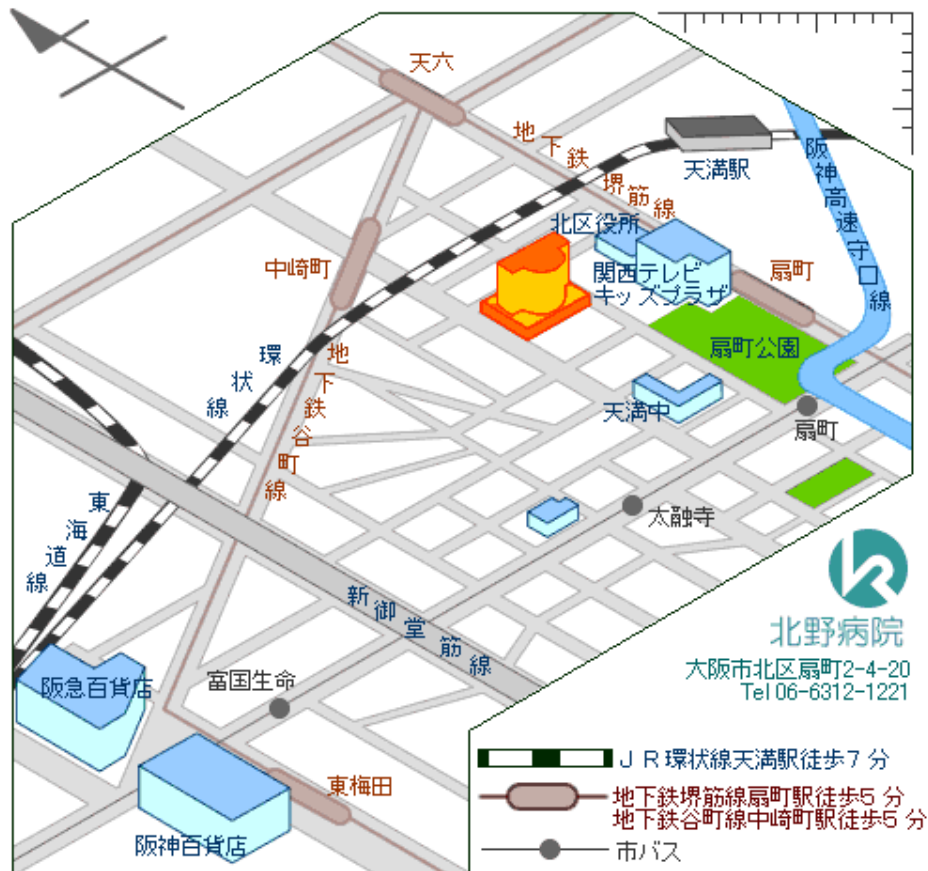 天六
地下鉄堺筋線
天満駅
阪神高速守口線
北区役所
中崎町
関西テレビ
キッズプラザ
扇町
環状線
地下鉄谷町線
扇町公園
天満中
扇町
太融寺
東海道線
新御堂筋線
北野病院
大阪市北区扇町2-4-20
Tel 06-6312-1221
阪急百貨店
富国生命
東梅田
阪神百貨店
ＪＲ環状線天満駅徒歩7分
地下鉄堺筋線扇町駅徒歩5分
地下鉄谷町線中崎町駅徒歩5分
市バス